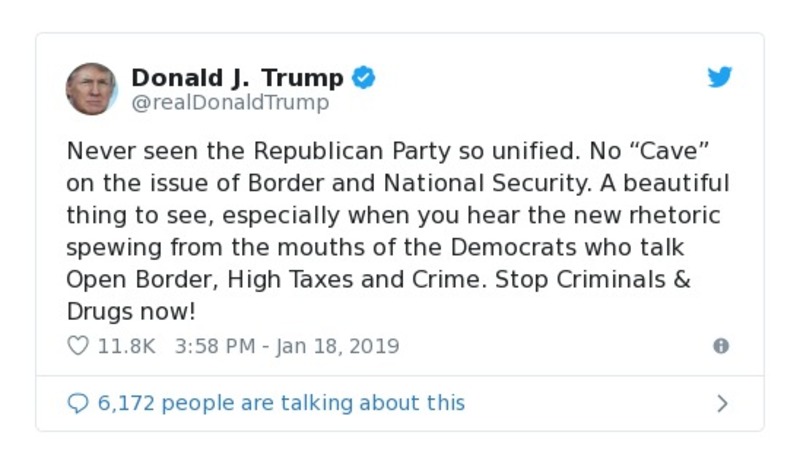 Donald J. Trump
@realDonaldTrump
Never seen the Republican Party so unified. No “Cave”
on the issue of Border and National Security. A beautiful
thing to see, especially when you hear the new rhetoric
spewing from the mouths of the Democrats who talk
Open Border, High Taxes and Crime. Stop Criminals &
Drugs now!
11.8K 3:58 PM - Jan 18, 2019
6,172 people are talking about this